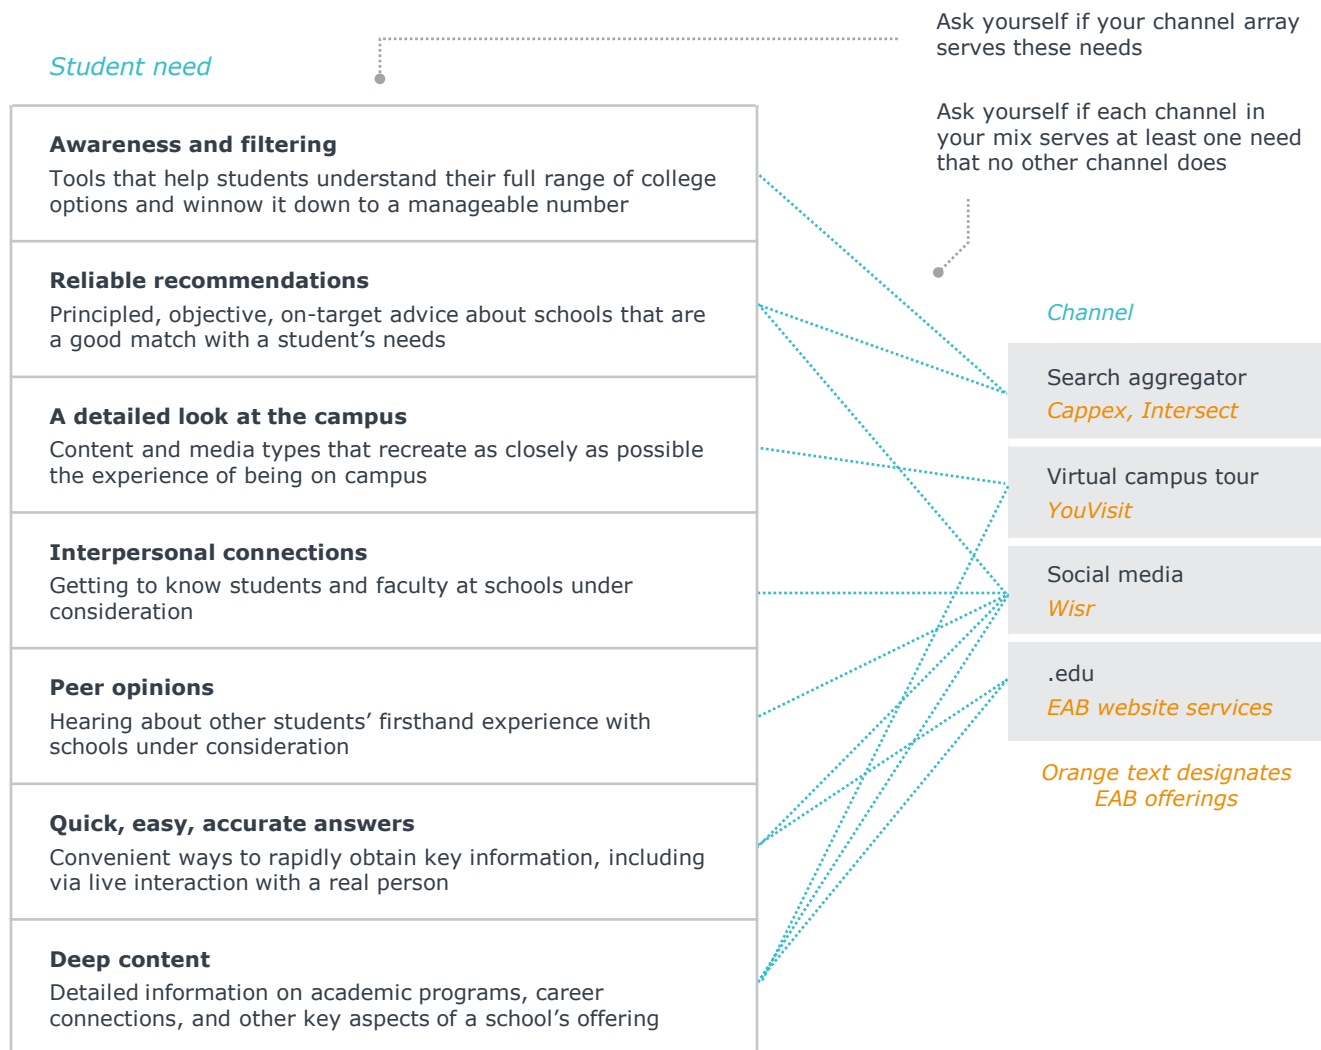 Ask yourself if your channel array
serves these needs
Student need
Ask yourself if each channel in
your mix serves at least one need
that no other channel does
Awareness and filtering
Tools that help students understand their full range of college
options and winnow it down to a manageable number
Reliable recommendations
Principled, objective, on-target advice about schools that are
a good match with a student’s needs
A detailed look at the campus
Content and media types that recreate as closely as possible
the experience of being on campus
Interpersonal connections
Getting to know students and faculty at schools under
consideration
Peer opinions
Hearing about other students’ firsthand experience with
schools under consideration
Quick, easy, accurate answers
Convenient ways to rapidly obtain key information, including
via live interaction with a real person
Deep content
Detailed information on academic programs, career
connections, and other key aspects of a school’s offering
Channel
Search aggregator
Cappex, Intersect
Virtual campus tour
YouVisit
Social media
Wisr
.edu
EAB website services
Orange text designates
EAB offerings